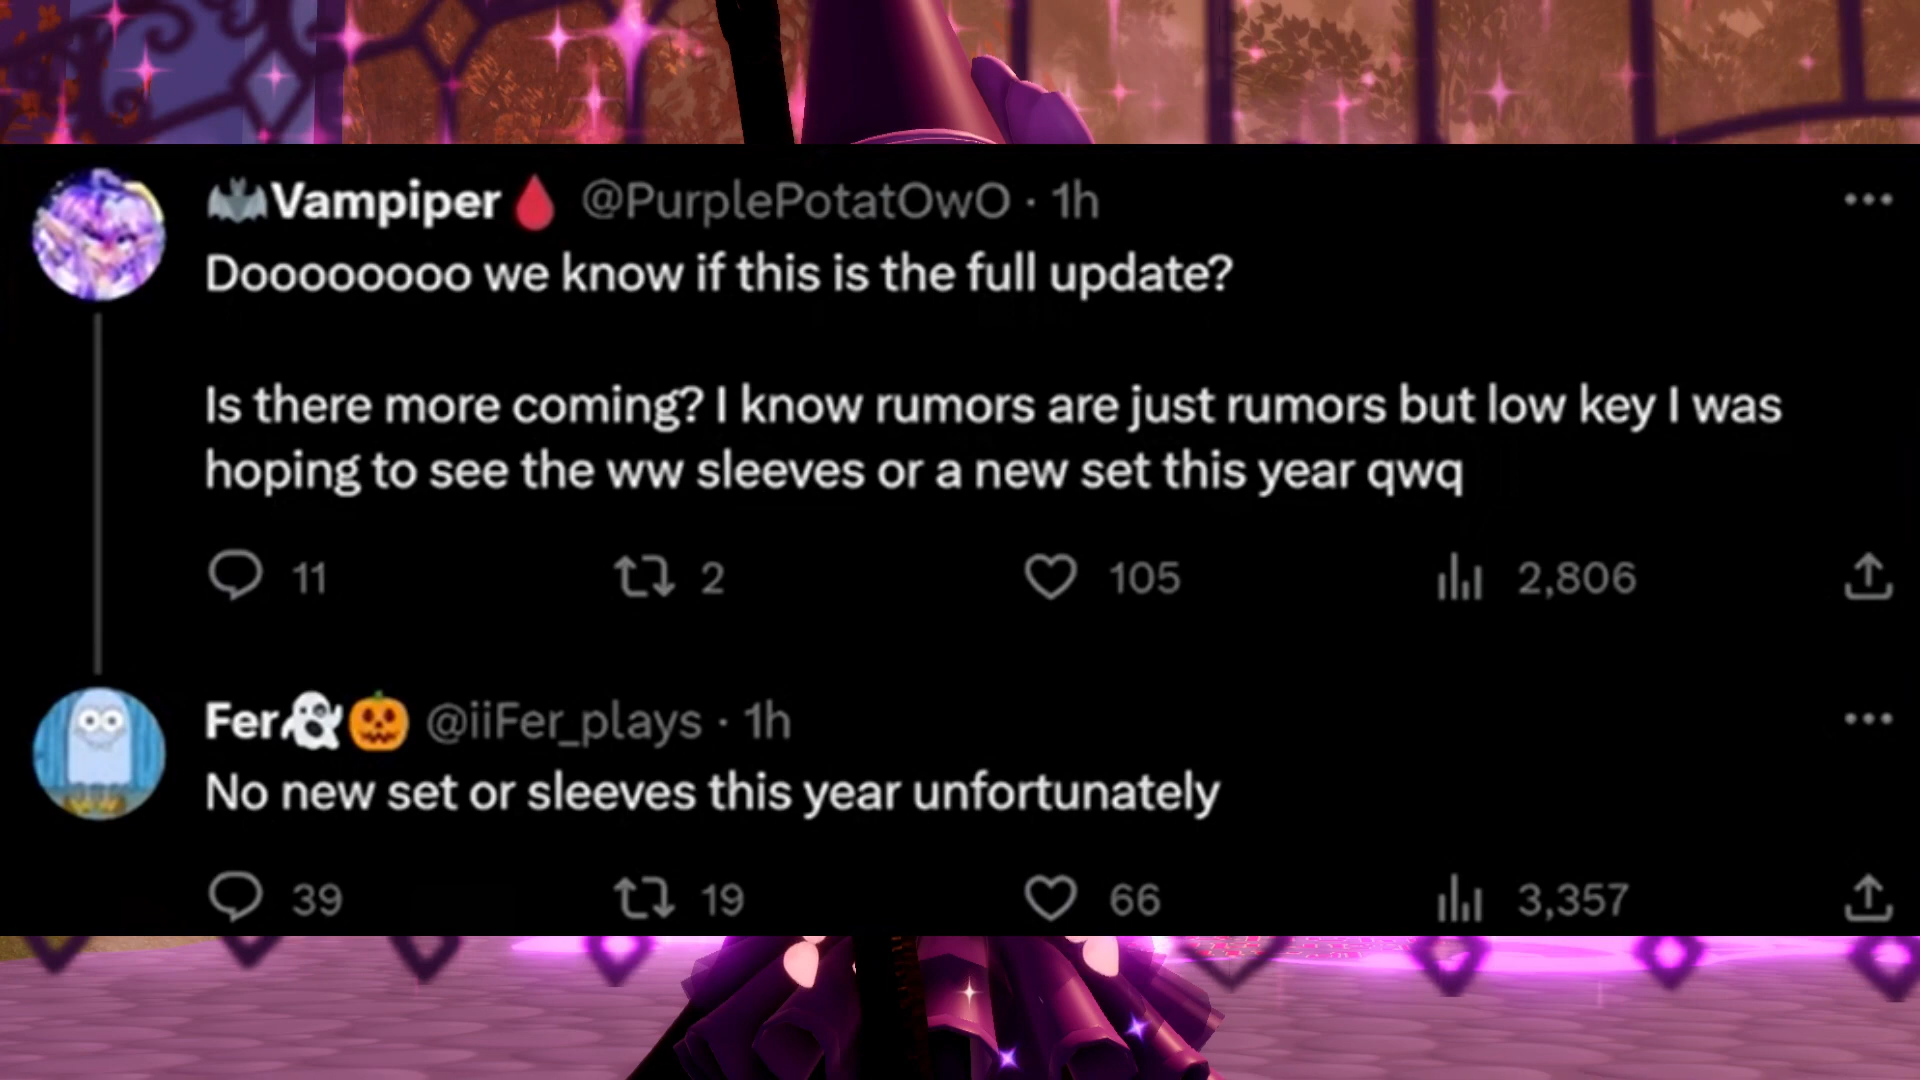 🦇Vampiper🩸 @PurplePotatOwO · 1h
Doooooooo we know if this is the full update?
Is there more coming? I know rumors are just rumors but low key I was
hoping to see the ww sleeves or a new set this year qwq
11 2 105 2,806
Fer👻🎃 @iiFer_plays · 1h
No new set or sleeves this year unfortunately
39 19 66 3,357